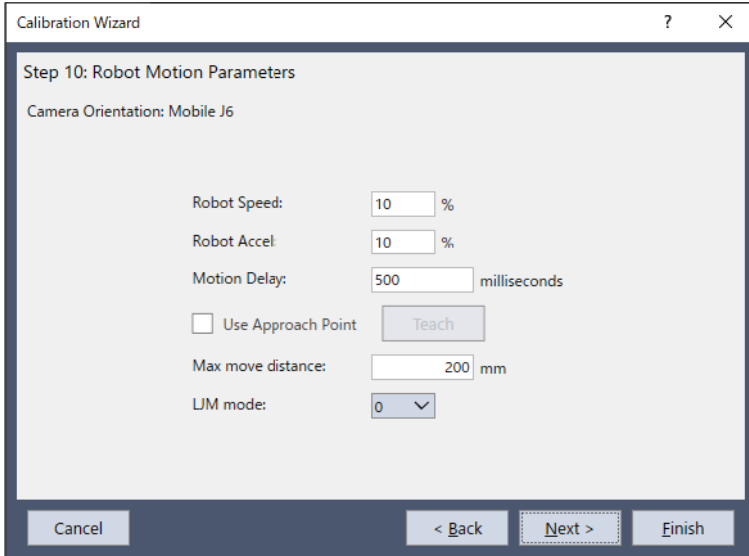 Calibration Wizard ?
Step 10: Robot Motion Parameters
Camera Orientation: Mobile J6
Robot Speed: 10 %
Robot Accel: 10 %
Motion Delay: 500 milliseconds
Use Approach Point Teach
Max move distance: 200 mm
LJM mode: 0
Cancel < Back Next > Finish